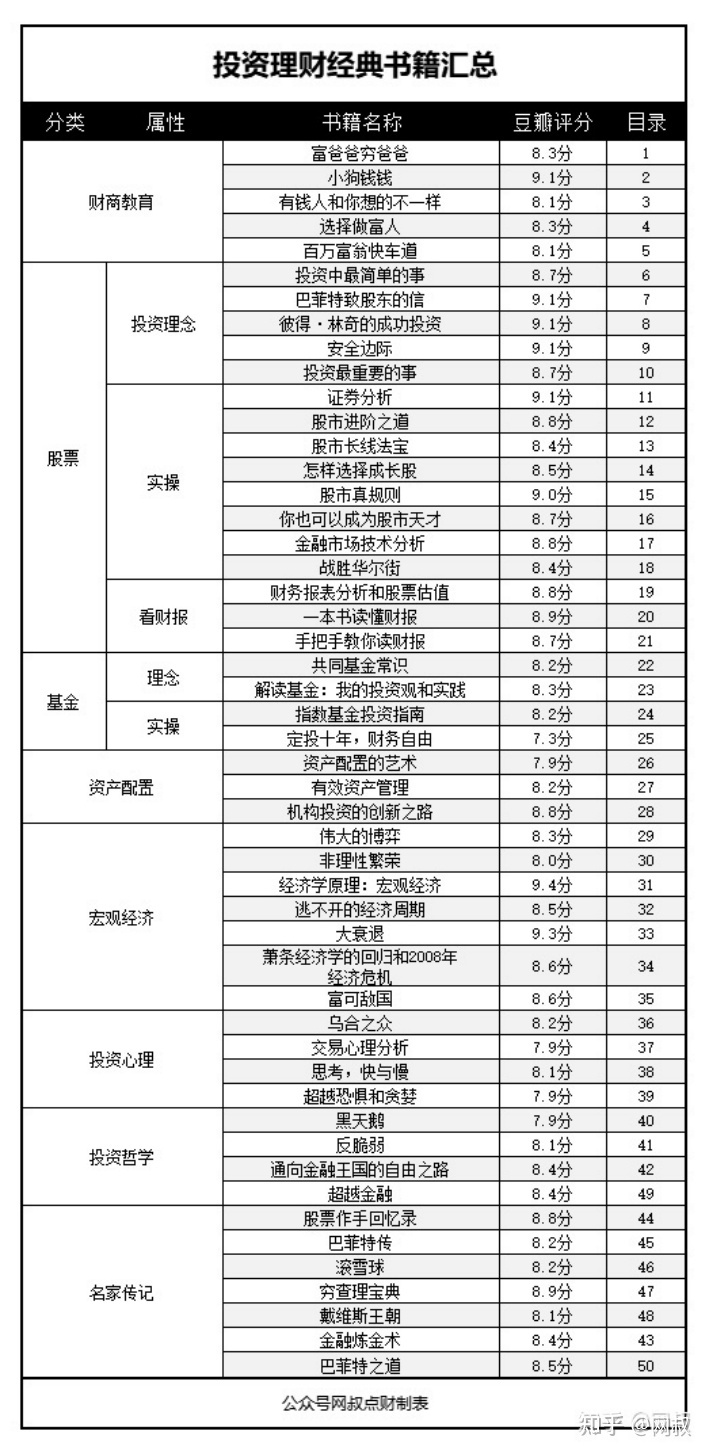 投资理财经典书籍汇总
分类 属性 书籍名称 豆瓣评分 目录
财商教育 富爸爸穷爸爸 8.3分 1
小狗钱钱 9.1分 2
有钱人和你想的不一样 8.1分 3
选择做富人 8.3分 4
百万富翁快车道 8.1分 5
股票 投资理念 投资中最简单的事 8.7分 6
巴菲特致股东的信 9.1分 7
彼得·林奇的成功投资 9.1分 8
安全边际 9.1分 9
投资最重要的事 8.7分 10
实操 证券分析 9.1分 11
股市进阶之道 8.8分 12
股市长线法宝 8.4分 13
怎样选择成长股 8.5分 14
股市真规则 9.0分 15
你也可以成为股市天才 8.7分 16
金融市场技术分析 8.8分 17
战胜华尔街 8.4分 18
看财报 财务报表分析和股票估值 8.8分 19
一本书读懂财报 8.9分 20
手把手教你读财报 8.7分 21
基金 理念 共同基金常识 8.2分 22
解读基金：我的投资观和实践 8.3分 23
实操 指数基金投资指南 8.2分 24
定投十年，财务自由 7.3分 25
资产配置 资产配置的艺术 7.9分 26
有效资产管理 8.2分 27
机构投资的创新之路 8.8分 28
宏观经济 伟大的博弈 8.3分 29
非理性繁荣 8.0分 30
经济学原理：宏观经济 9.4分 31
逃不开的经济周期 8.5分 32
大衰退 9.3分 33
萧条经济学的回归和2008年
经济危机 8.6分 34
富可敌国 8.6分 35
投资心理 乌合之众 8.2分 36
交易心理分析 7.9分 37
思考，快与慢 8.1分 38
超越恐惧和贪婪 7.9分 39
投资哲学 黑天鹅 7.9分 40
反脆弱 8.1分 41
通向金融王国的自由之路 8.4分 42
超越金融 8.4分 49
名家传记 股票作手回忆录 8.8分 44
巴菲特传 8.2分 45
滚雪球 8.2分 46
穷查理宝典 8.9分 47
戴维斯王朝 8.1分 48
金融炼金术 8.4分 43
巴菲特之道 8.5分 50
公众号网叔点财制表
知乎 @网叔